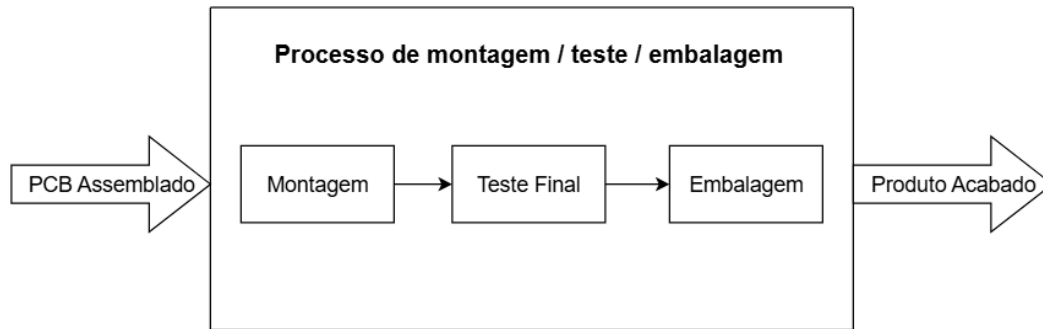 Processo de montagem / teste / embalagem
PCB Assemblado
Montagem
Teste Final
Embalagem
Produto Acabado